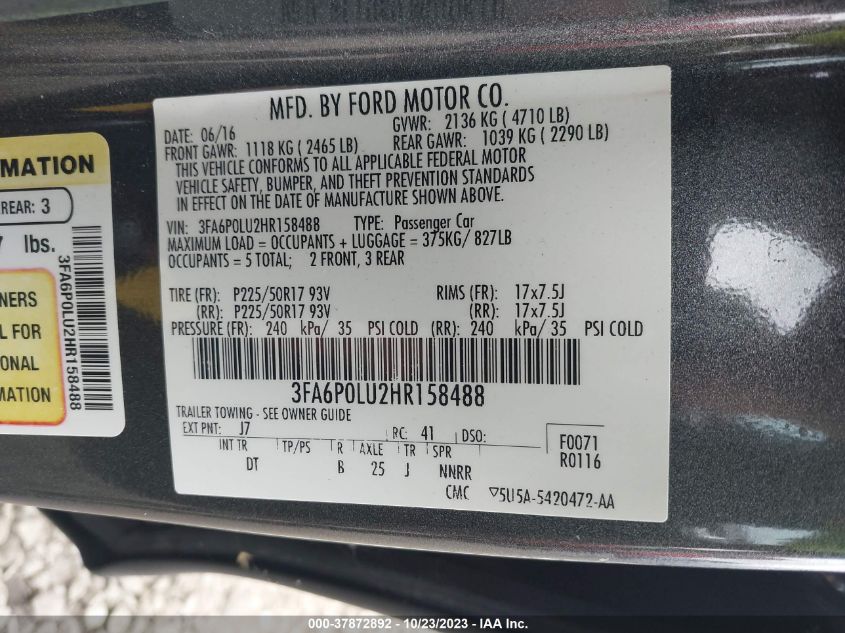 MFD. BY FORD MOTOR CO.
DATE: 06/16
GVWR: 2136 KG ( 4710 LB)
FRONT GAWR: 1118 KG ( 2465 LB)
REAR GAWR: 1039 KG ( 2290 LB)
THIS VEHICLE CONFORMS TO ALL APPLICABLE FEDERAL MOTOR
VEHICLE SAFETY, BUMPER, AND THEFT PREVENTION STANDARDS
IN EFFECT ON THE DATE OF MANUFACTURE SHOWN ABOVE.
VIN: 3FA6P0LU2HR158488 TYPE: Passenger Car
MAXIMUM LOAD = OCCUPANTS + LUGGAGE = 375KG/ 827LB
OCCUPANTS = 5 TOTAL; 2 FRONT, 3 REAR
TIRE (FR): P225/50R17 93V RIMS (FR): 17x7.5J
(RR): P225/50R17 93V (RR): 17x7.5J
PRESSURE (FR): 240 kPa/ 35 PSI COLD (RR): 240 kPa/ 35 PSI COLD
3FA6P0LU2HR158488
TRAILER TOWING - SEE OWNER GUIDE
EXT PNT: J7 RC: 41 DSO: F0071
INT TR TP/PS R AXLE TR SPR R0116
DT B 25 J NNRR
CMC ▽5U5A-5420472-AA
MATION
REAR: 3
lbs.
3FA6P0LU2HR158488
NERS
L FOR
ONAL
MATION
000-37872892 - 10/23/2023 - IAAI.com